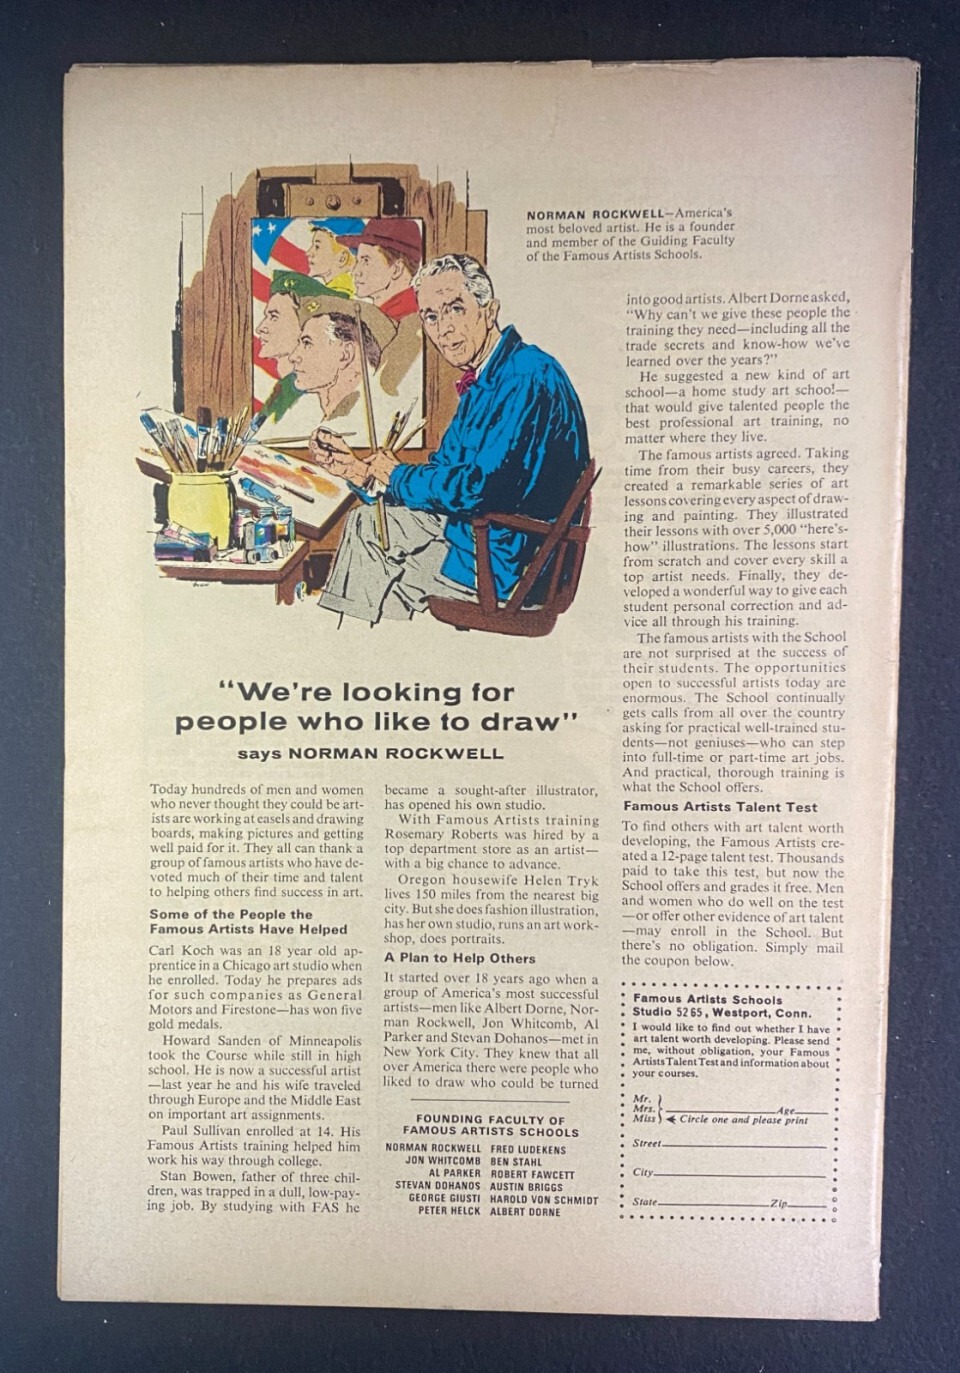 NORMAN ROCKWELL—America's
most beloved artist. He is a founder
and member of the Guiding Faculty
of the Famous Artists Schools.
"We're looking for
people who like to draw"
says NORMAN ROCKWELL
Today hundreds of men and women
who never thought they could be art-
ists are working at easels and drawing
boards, making pictures and getting
well paid for it. They all can thank a
group of famous artists who have de-
voted much of their time and talent
to helping others find success in art.
Some of the People the
Famous Artists Have Helped
Carl Koch was an 18 year old ap-
prentice in a Chicago art studio when
he enrolled. Today he prepares ads
for such companies as General
Motors and Firestone—has won five
gold medals.
Howard Sanden of Minneapolis
took the Course while still in high
school. He is now a successful artist
—last year he and his wife traveled
through Europe and the Middle East
on important art assignments.
Paul Sullivan enrolled at 14. His
Famous Artists training helped him
work his way through college.
Stan Bowen, father of three chil-
dren, was trapped in a dull, low-pay-
ing job. By studying with FAS he
became a sought-after illustrator,
has opened his own studio.
With Famous Artists training
Rosemary Roberts was hired by a
top department store as an artist—
with a big chance to advance.
Oregon housewife Helen Tryk
lives 150 miles from the nearest big
city. But she does fashion illustration,
has her own studio, runs an art work-
shop, does portraits.
A Plan to Help Others
It started over 18 years ago when a
group of America's most successful
artists—men like Albert Dorne, Nor-
man Rockwell, Jon Whitcomb, Al
Parker and Stevan Dohanos—met in
New York City. They knew that all
over America there were people who
liked to draw who could be turned
FOUNDING FACULTY OF
FAMOUS ARTISTS SCHOOLS
NORMAN ROCKWELL FRED LUDEKENS
JON WHITCOMB BEN STAHL
AL PARKER ROBERT FAWCETT
STEVAN DOHANOS AUSTIN BRIGGS
GEORGE GIUSTI HAROLD VON SCHMIDT
PETER HELCK ALBERT DORNE
into good artists. Albert Dorne asked,
"Why can't we give these people the
training they need—including all the
trade secrets and know-how we've
learned over the years?"
He suggested a new kind of art
school—a home study art school—
that would give talented people the
best professional art training, no
matter where they live.
The famous artists agreed. Taking
time from their busy careers, they
created a remarkable series of art
lessons covering every aspect of draw-
ing and painting. They illustrated
their lessons with over 5,000 "here's-
how" illustrations. The lessons start
from scratch and cover every skill a
top artist needs. Finally, they de-
veloped a wonderful way to give each
student personal correction and ad-
vice all through his training.
The famous artists with the School
are not surprised at the success of
their students. The opportunities
open to successful artists today are
enormous. The School continually
gets calls from all over the country
asking for practical well-trained stu-
dents—not geniuses—who can step
into full-time or part-time art jobs.
And practical, thorough training is
what the School offers.
Famous Artists Talent Test
To find others with art talent worth
developing, the Famous Artists cre-
ated a 12-page talent test. Thousands
paid to take this test, but now the
School offers and grades it free. Men
and women who do well on the test
—or offer other evidence of art talent
—may enroll in the School. But
there's no obligation. Simply mail
the coupon below.
Famous Artists Schools
Studio 5265, Westport, Conn.
I would like to find out whether I have
art talent worth developing. Please send
me, without obligation, your Famous
Artists Talent Test and information about
your courses.
Mr.
Mrs. Age
Miss Circle one and please print
Street
City
State Zip